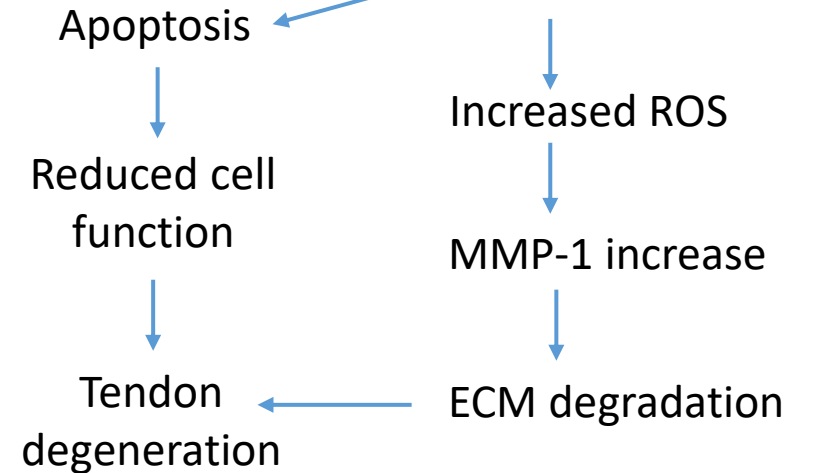 Apoptosis
Increased ROS
Reduced cell
function
MMP-1 increase
Tendon
degeneration
ECM degradation